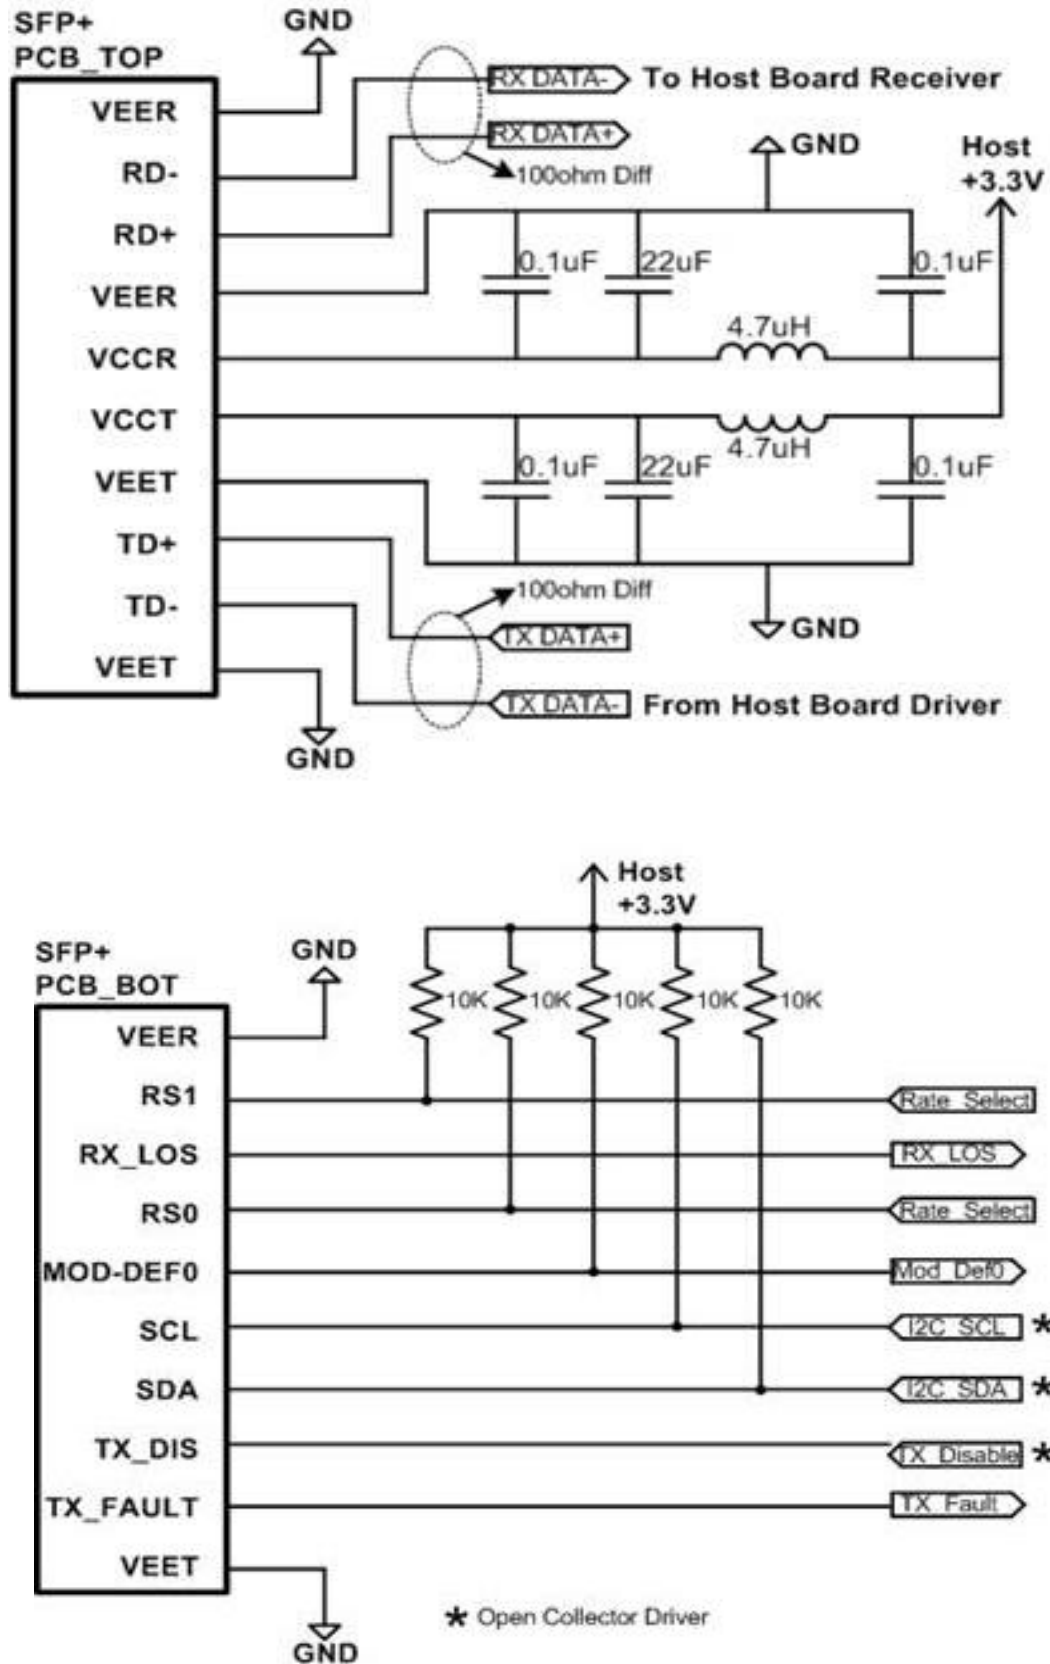 SFP+
PCB_TOP
GND
VEER
RD-
RD+
VEER
VCCR
VCCT
VEET
TD+
TD-
VEET
RX DATA-
To Host Board Receiver
RX DATA+
100ohm Diff
GND
Host
+3.3V
0.1uF
22uF
0.1uF
4.7uH
4.7uH
0.1uF
22uF
0.1uF
100ohm Diff
TX DATA+
GND
TX DATA-
From Host Board Driver
GND
Host
+3.3V
SFP+
PCB_BOT
GND
10K
10K
10K
10K
10K
VEER
RS1
Rate Select
RX_LOS
RX LOS
RS0
Rate Select
MOD-DEF0
Mod Def0
SCL
I2C SCL *
SDA
I2C SDA *
TX_DIS
TX Disable *
TX_FAULT
TX Fault
VEET
GND
* Open Collector Driver